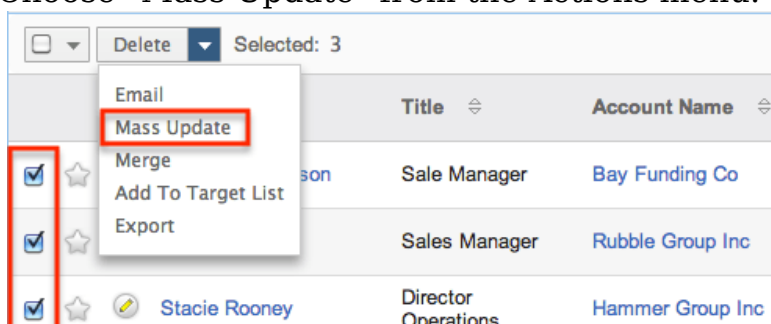 Choose "Mass Update" from the Actions menu.
Delete Selected: 3
Email
Mass Update
Merge
Add To Target List
Export
Title Account Name
son Sale Manager Bay Funding Co
Sales Manager Rubble Group Inc
Stacie Rooney Director Operations Hammer Group Inc